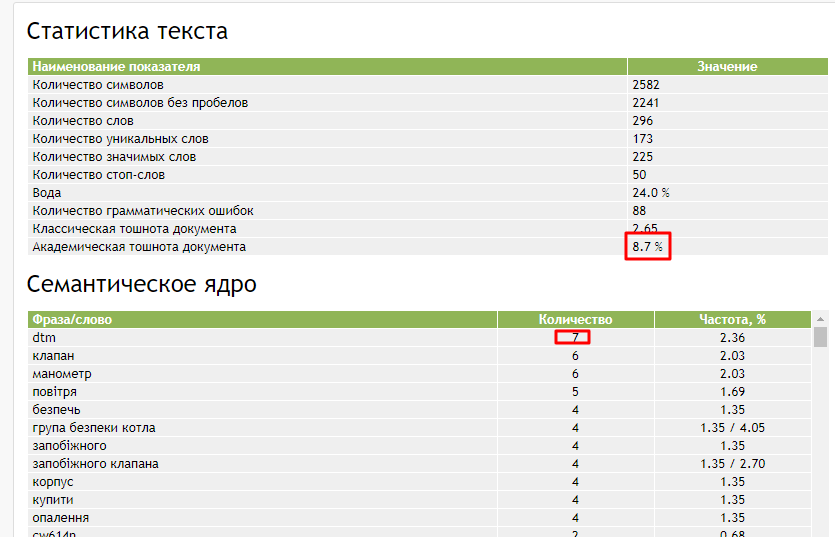 Статистика текста
Наименование показателя Значение
Количество символов 2582
Количество символов без пробелов 2241
Количество слов 296
Количество уникальных слов 173
Количество значимых слов 225
Количество стоп-слов 50
Вода 24.0 %
Количество грамматических ошибок 88
Классическая тошнота документа 2.65
Академическая тошнота документа 8.7 %
Семантическое ядро
Фраза/слово Количество Частота, %
dtm 7 2.36
клапан 6 2.03
манометр 6 2.03
повітря 5 1.69
безпечь 4 1.35
група безпеки котла 4 1.35 / 4.05
запобіжного 4 1.35
запобіжного клапана 4 1.35 / 2.70
корпус 4 1.35
купити 4 1.35
опалення 4 1.35
cw614n 2 0.68